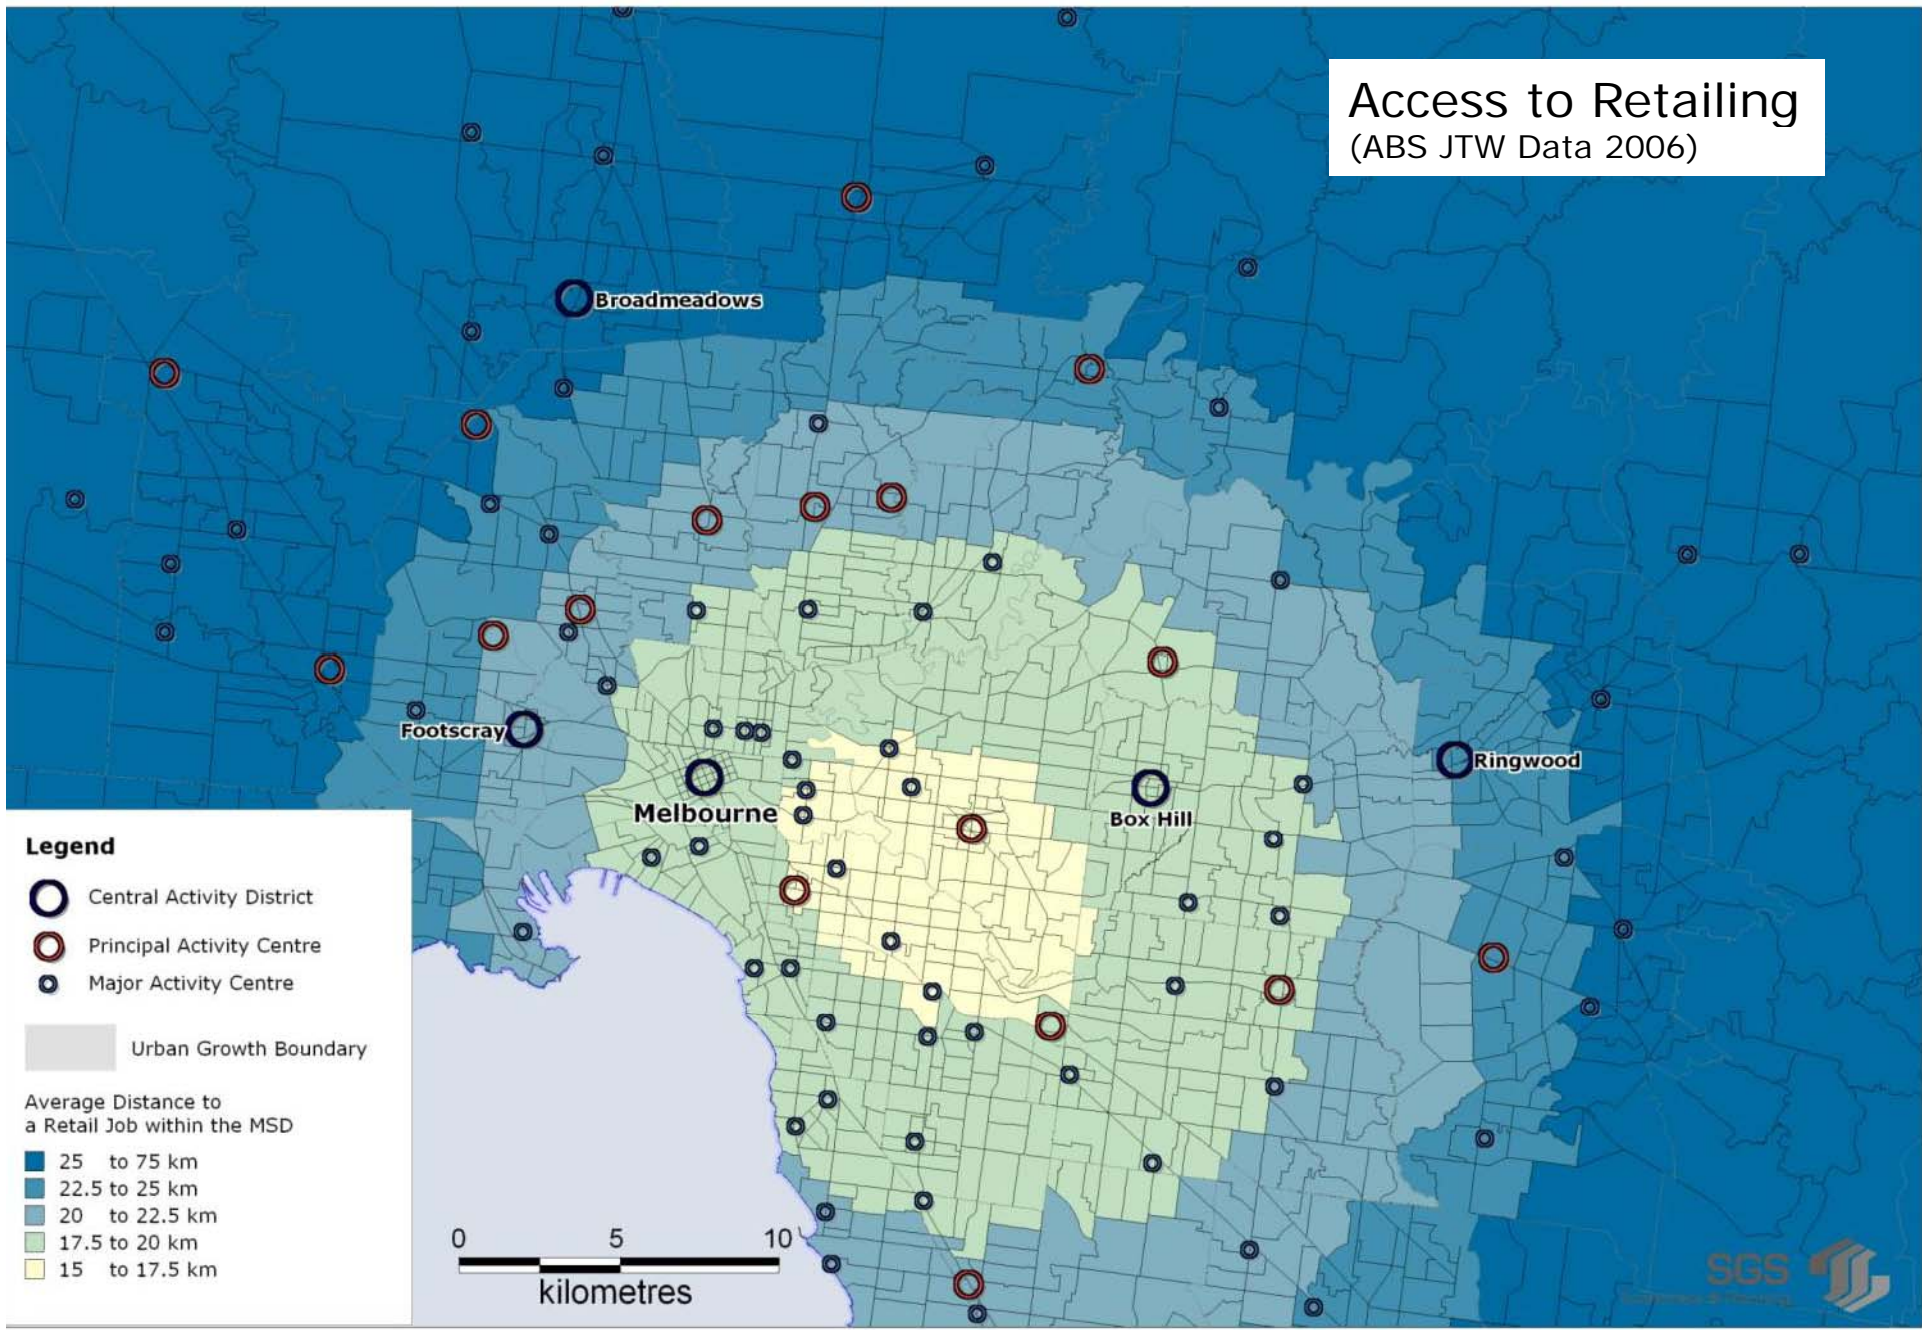 Access to Retailing
(ABS JTW Data 2006)
Broadmeadows
Footscray
Melbourne
Box Hill
Ringwood
Legend
Central Activity District
Principal Activity Centre
Major Activity Centre
Urban Growth Boundary
Average Distance to
a Retail Job within the MSD
25 to 75 km
22.5 to 25 km
20 to 22.5 km
17.5 to 20 km
15 to 17.5 km
0 5 10
kilometres
SGS